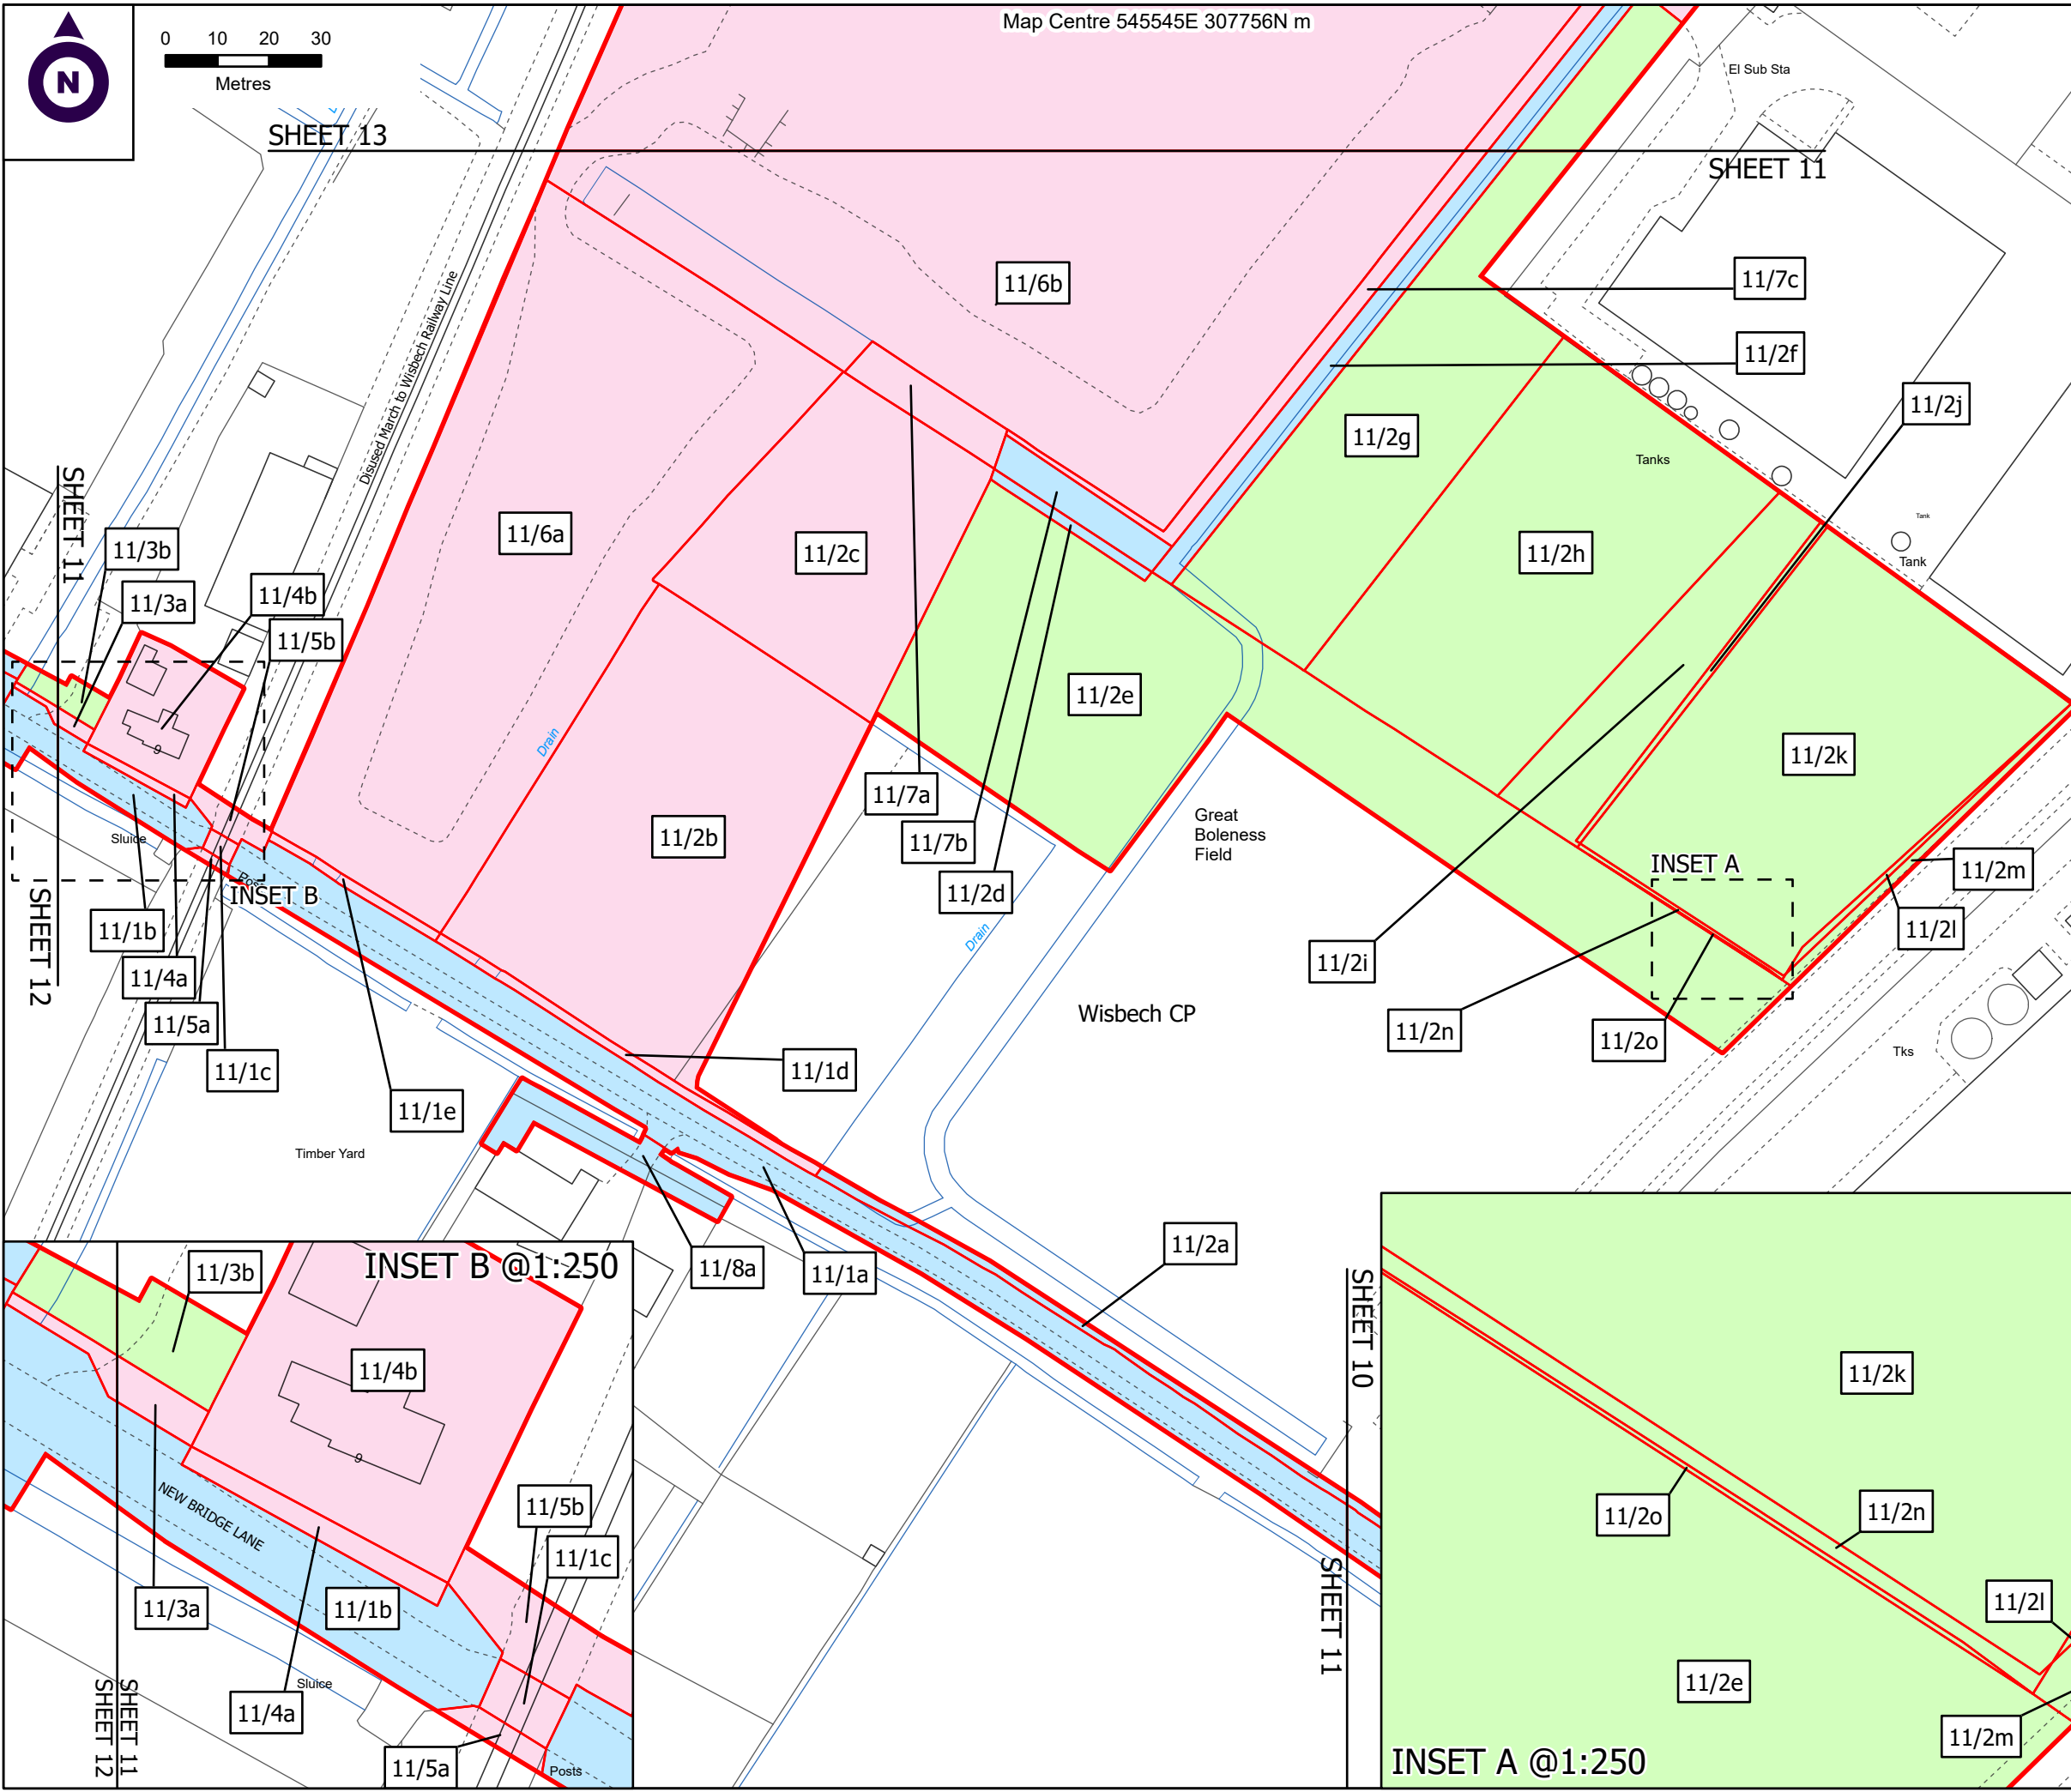 Map Centre 545545E 307756N m
N
0 10 20 30
Metres
SHEET 13
SHEET 11
El Sub Sta
11/6b
11/7c
11/2f
11/2j
11/2g
Tanks
Tank
Tank
Disused March to Wisbech Railway Line
SHEET 11
SHEET 12
11/3b
11/3a
11/4b
11/5b
11/6a
11/2c
11/2h
11/2e
11/2k
9
Drain
Sluice
Posts
INSET B
11/2b
11/7a
11/7b
11/2d
Great
Boleness
Field
INSET A
11/2m
11/2l
11/1b
11/4a
11/5a
11/1c
11/1e
11/1d
Drain
Wisbech CP
11/2i
11/2n
11/2o
Tks
Timber Yard
11/8a
11/1a
11/2a
SHEET 10
SHEET 11
INSET B @1:250
11/3b
11/4b
9
NEW BRIDGE LANE
11/5b
11/1c
11/3a
11/1b
Sluice
11/4a
11/5a
Posts
SHEET 11
SHEET 12
11/2k
11/2o
11/2n
11/2l
11/2e
11/2m
INSET A @1:250